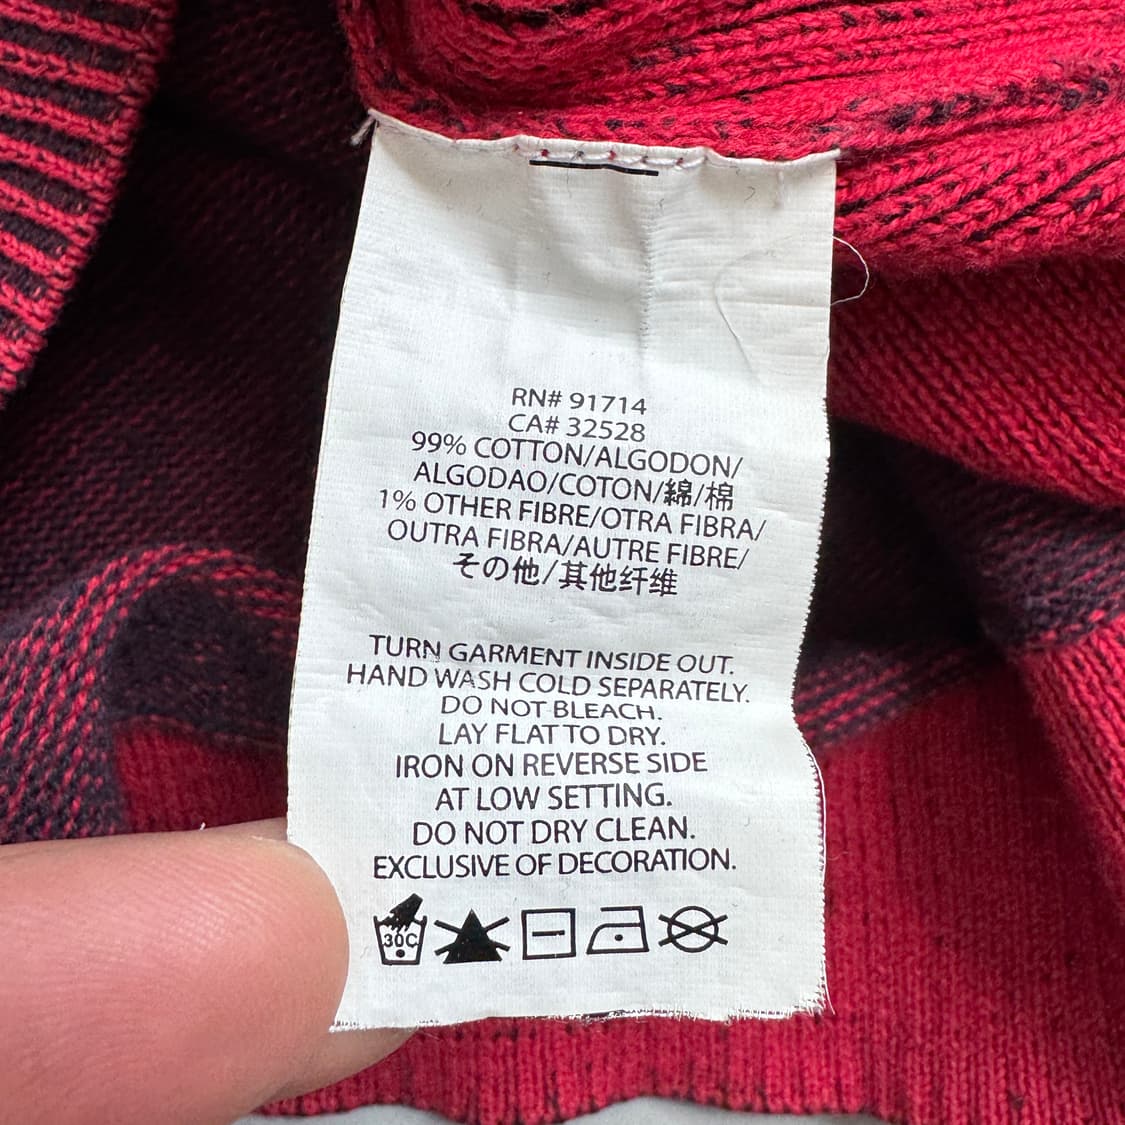 RN# 91714
CA# 32528
99% COTTON/ALGODON/
ALGODAO/COTON/綿/棉
1% OTHER FIBRE/OTRA FIBRA/
OUTRA FIBRA/AUTRE FIBRE/
その他/其他纤维
TURN GARMENT INSIDE OUT.
HAND WASH COLD SEPARATELY.
DO NOT BLEACH.
LAY FLAT TO DRY.
IRON ON REVERSE SIDE
AT LOW SETTING.
DO NOT DRY CLEAN.
EXCLUSIVE OF DECORATION.
30C